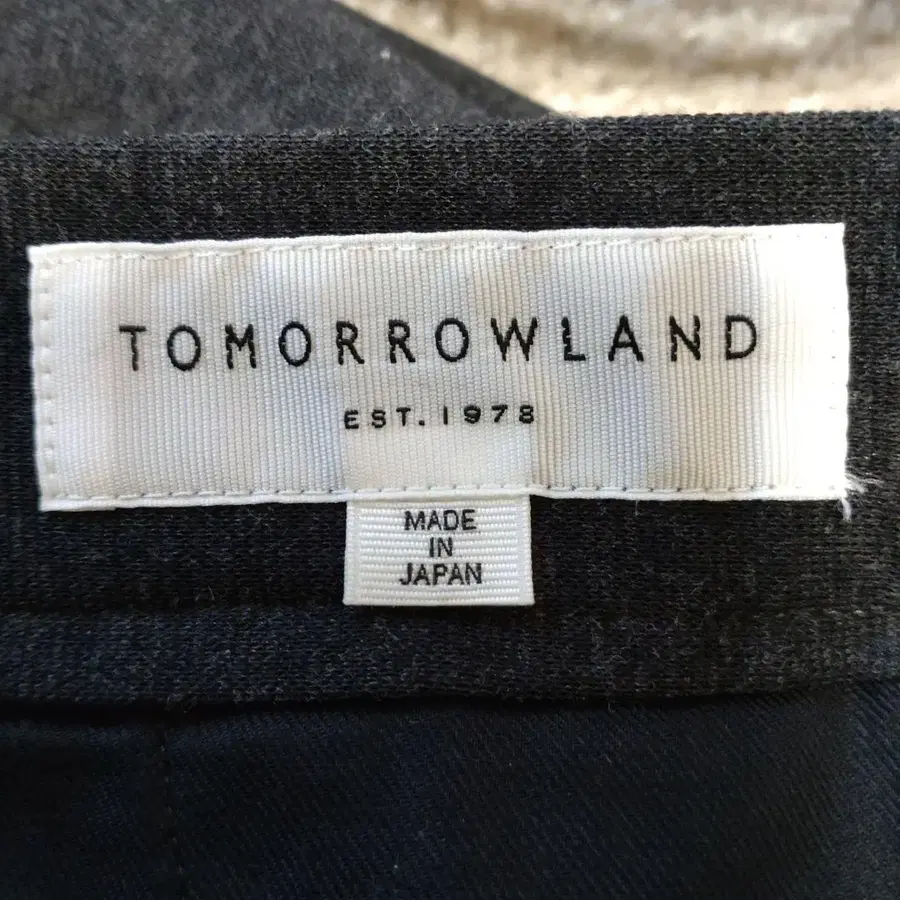 TOMORROWLAND
EST. 1978
MADE
IN
JAPAN